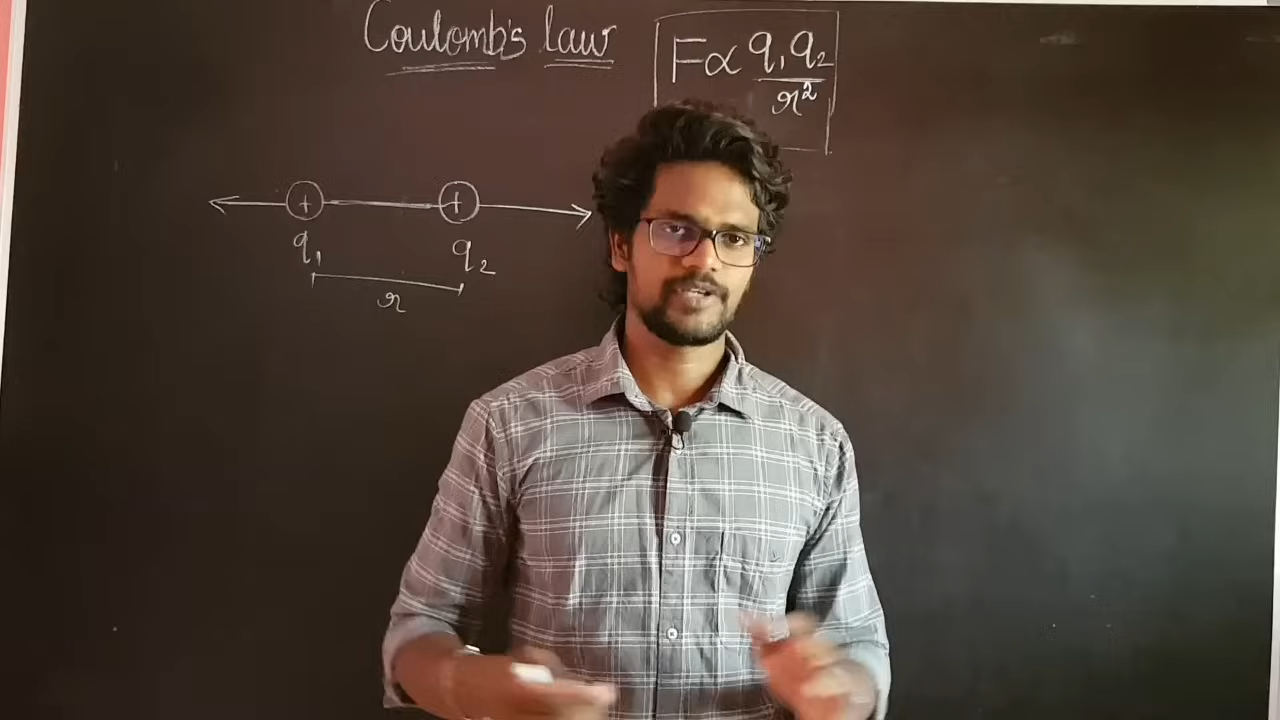 Coulomb's law
F∝ q₁q₂
r²
+ +
q₁ q₂
r